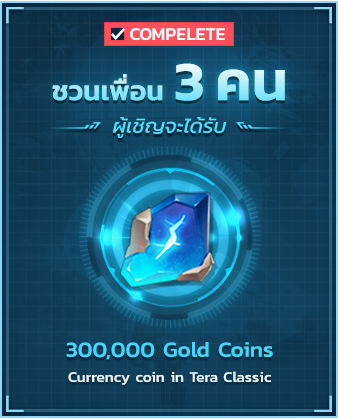 COMPELETE
ชวนเพื่อน 3 คน
ผู้เชิญจะได้รับ
300,000 Gold Coins
Currency coin in Tera Classic